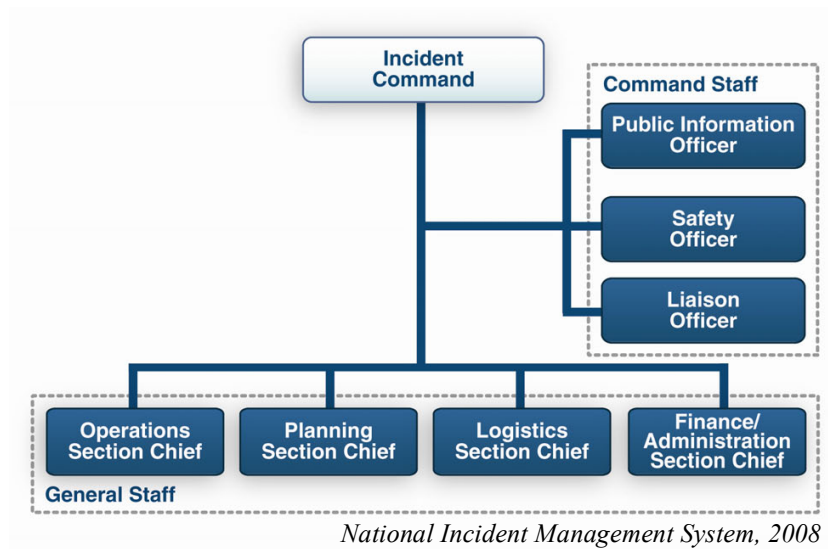 Incident
Command
Command Staff
Public Information
Officer
Safety
Officer
Liaison
Officer
Operations
Section Chief
Planning
Section Chief
Logistics
Section Chief
Finance/
Administration
Section Chief
General Staff
National Incident Management System, 2008